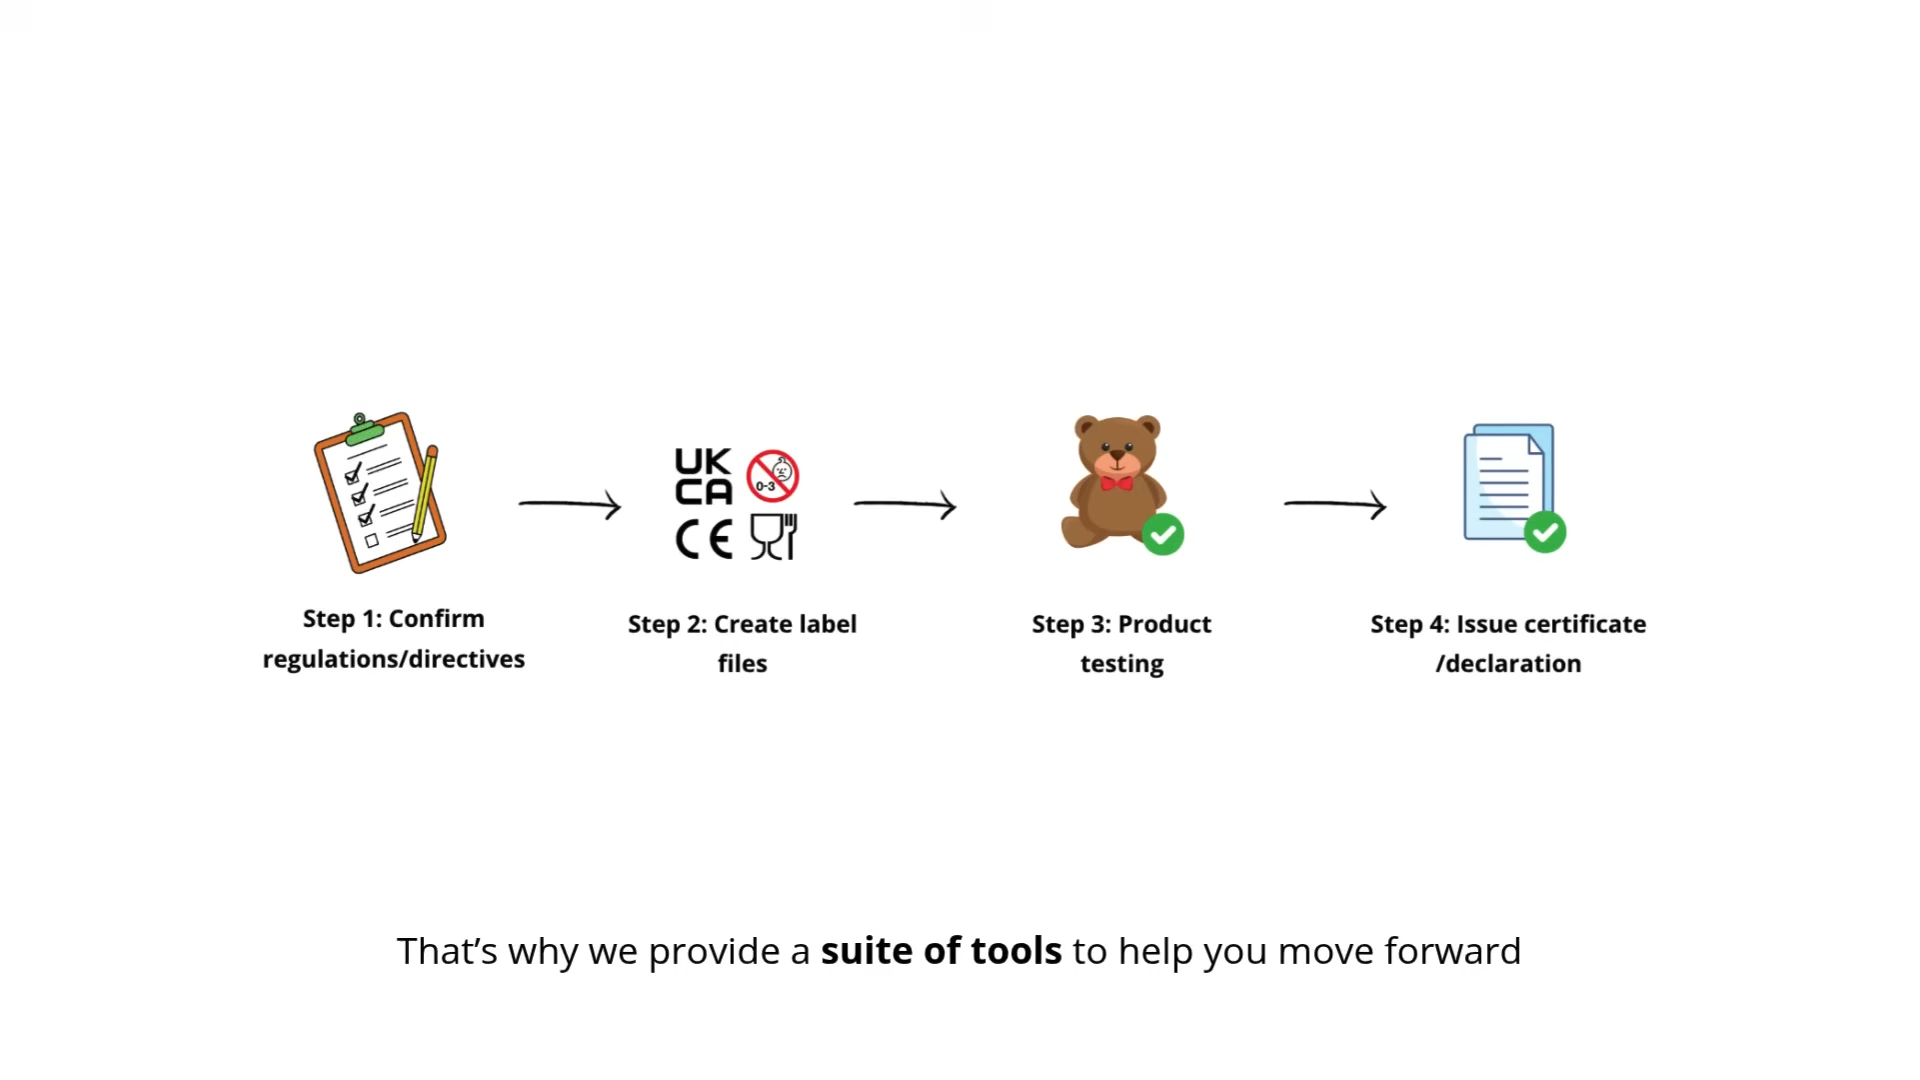 UK
CA
0-3
CE
Step 1: Confirm
regulations/directives
Step 2: Create label
files
Step 3: Product
testing
Step 4: Issue certificate
/declaration
That’s why we provide a suite of tools to help you move forward